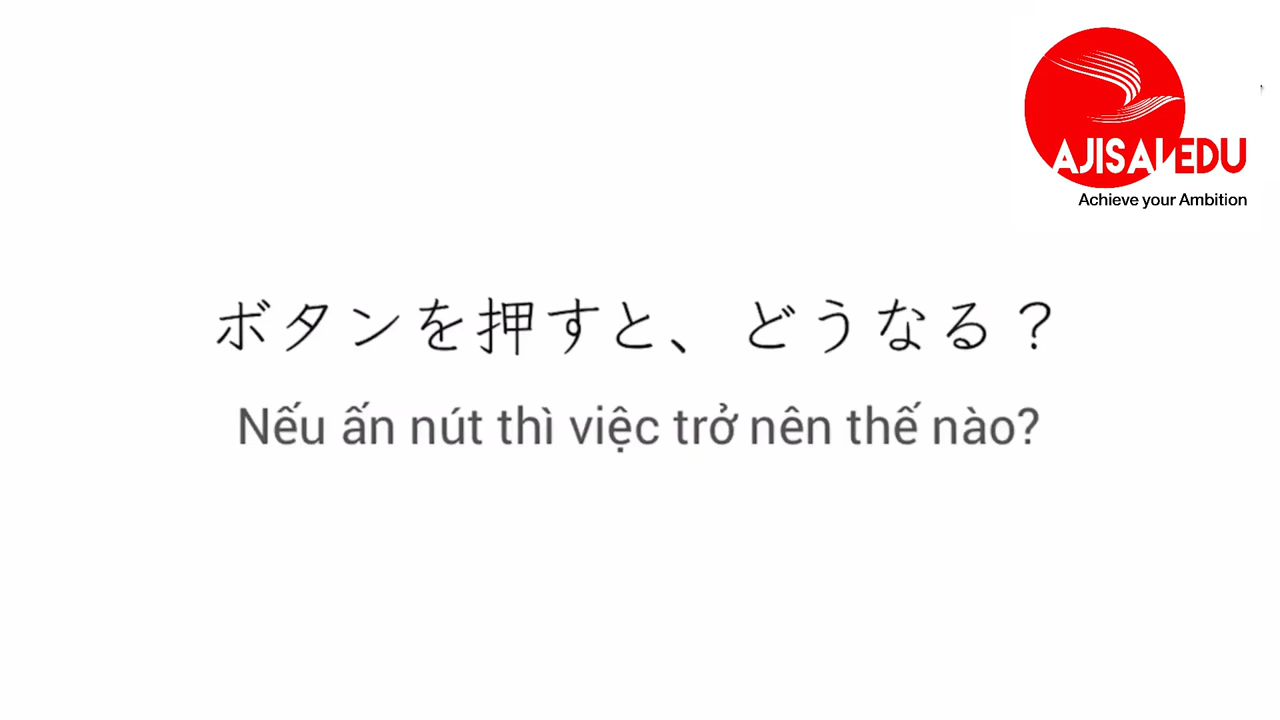 AJISAI EDU
Achieve your Ambition
ボタンを押すと、どうなる？
Nếu ấn nút thì việc trở nên thế nào?